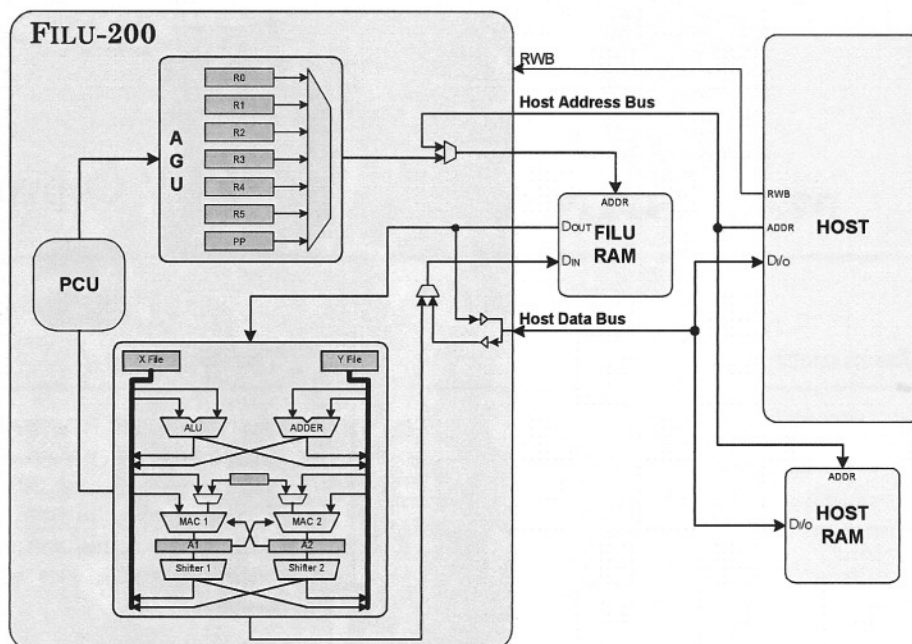 FILU-200
RWB
Host Address Bus
AGU
R0
R1
R2
R3
R4
R5
PP
PCU
ADDR
DOUT
DIN
FILU
RAM
RWB
ADDR
D/o
HOST
Host Data Bus
X File
Y File
ALU
ADDER
MAC 1
MAC 2
A1
A2
Shifter 1
Shifter 2
ADDR
D/o
HOST
RAM